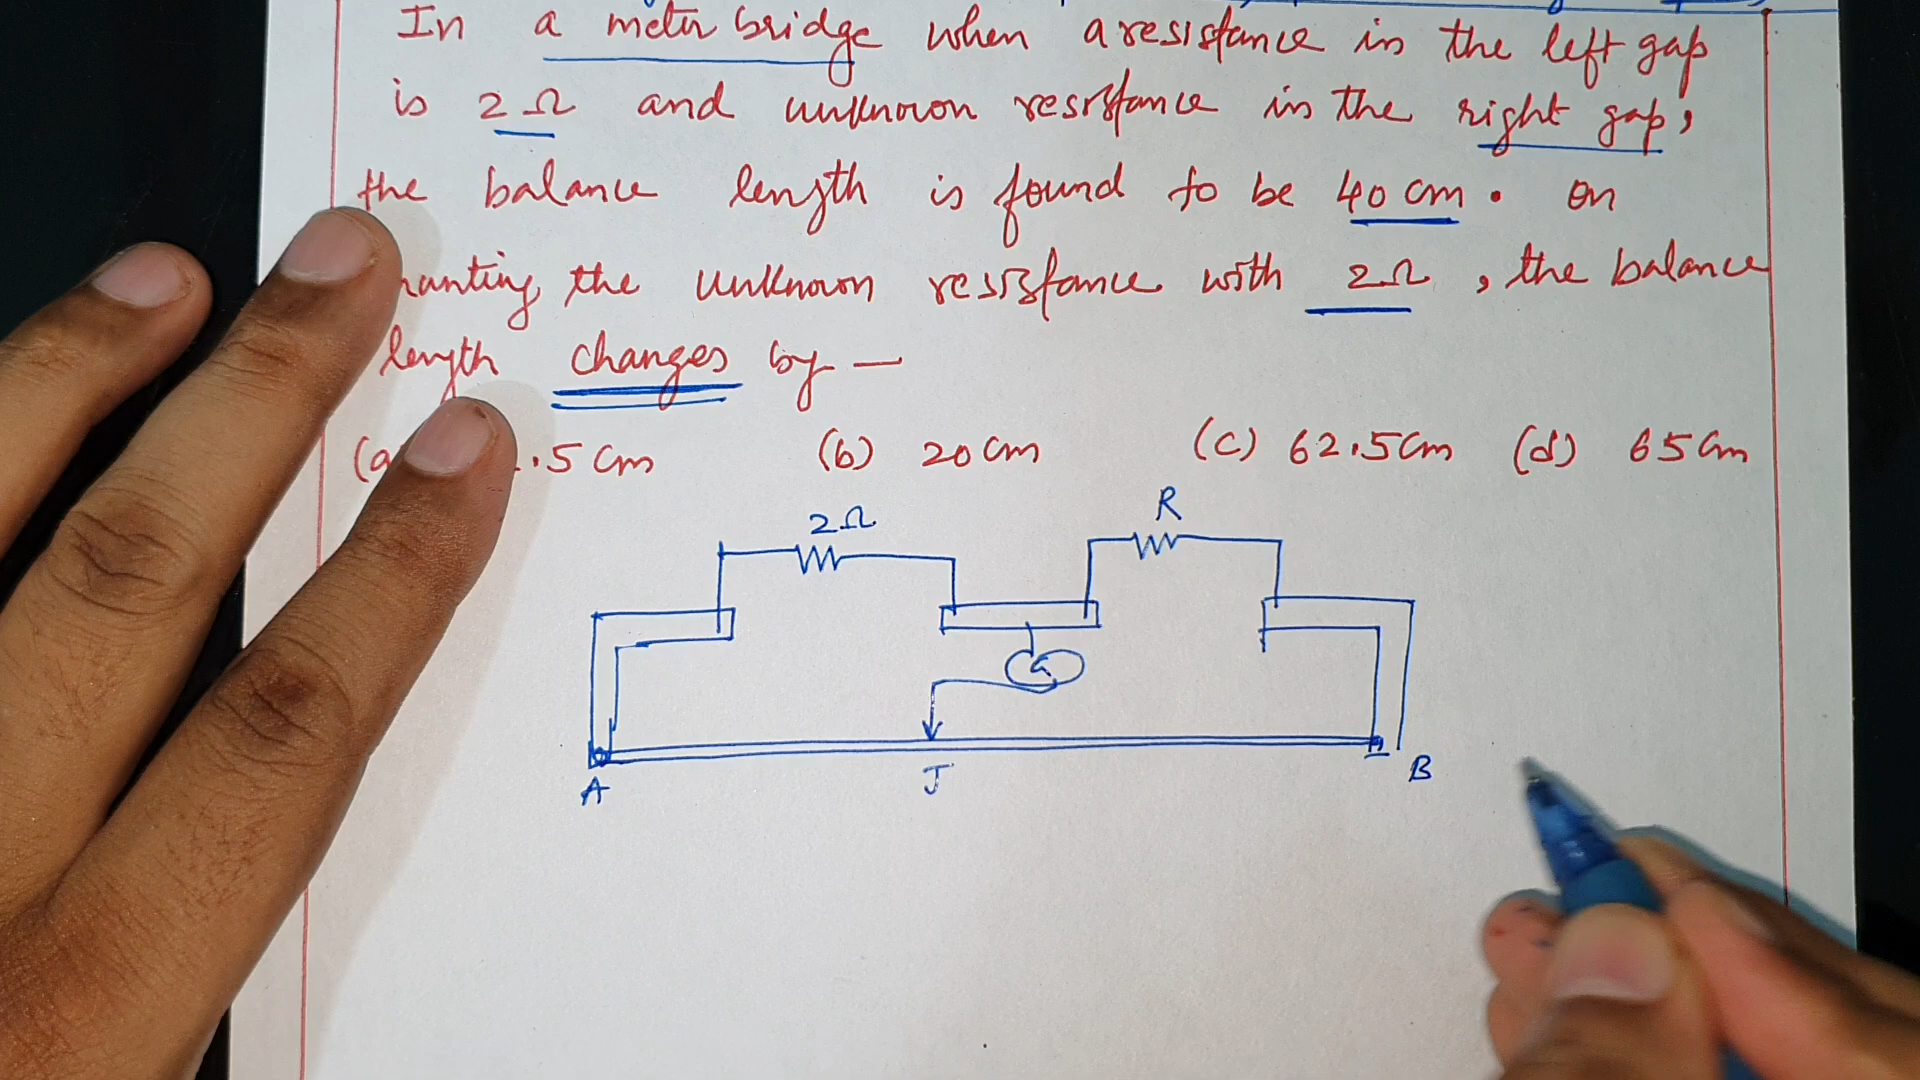 In a meter bridge when a resistance in the left gap
is 2Ω and unknown resistance in the right gap,
the balance length is found to be 40 cm. On
the unknown resistance with 2Ω, the balance
length changes by —
(a) .5 cm (b) 20 cm (c) 62.5 cm (d) 65 cm
2Ω R
G
A J B